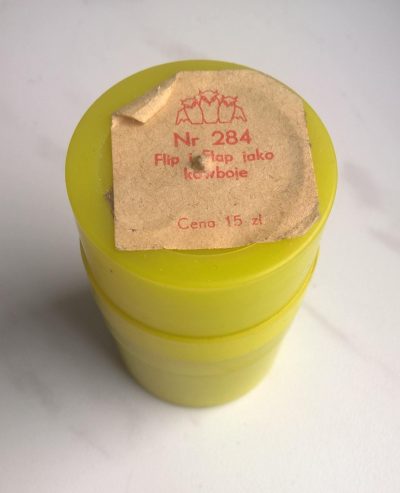 Nr 284
Flip i Flap jako
kowboje
Cena 15 zł